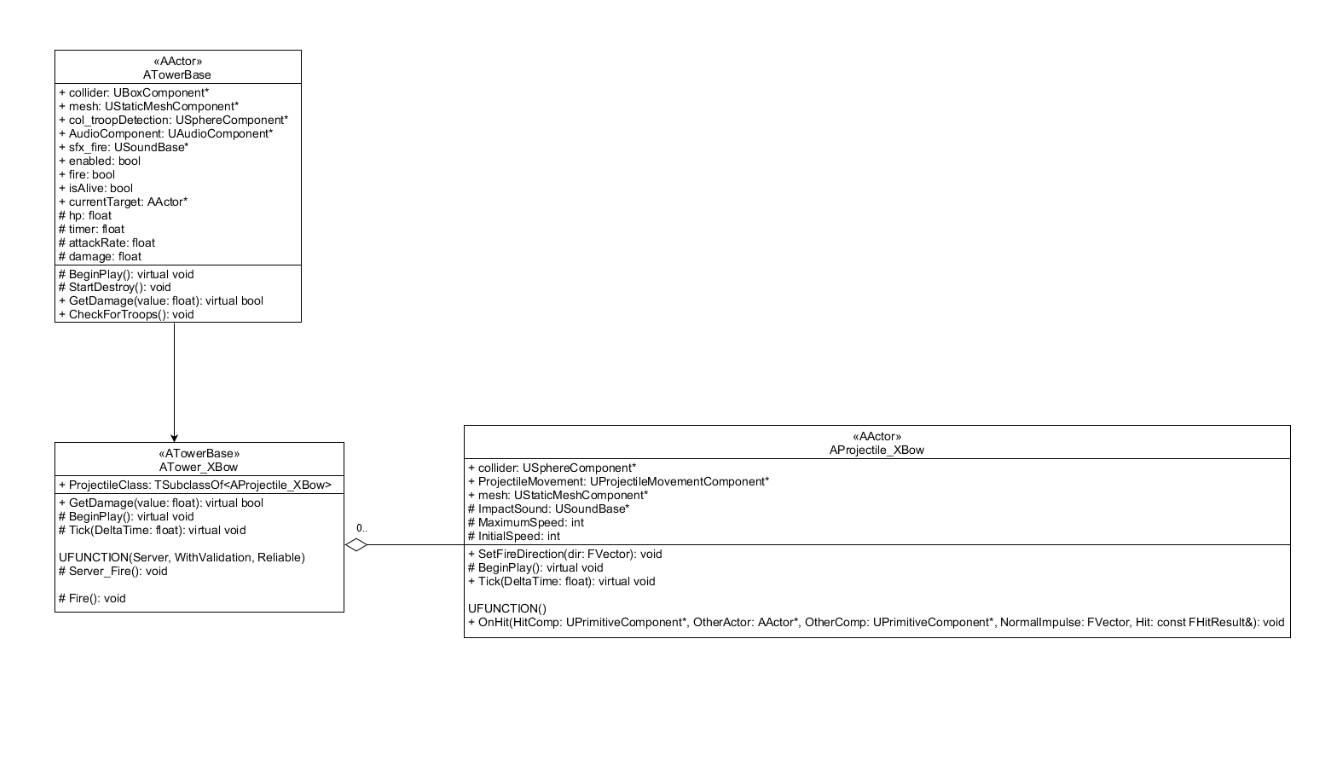 «AActor»
ATowerBase
+ collider: UBoxComponent*
+ mesh: UStaticMeshComponent*
+ col_troopDetection: USphereComponent*
+ AudioComponent: UAudioComponent*
+ sfx_fire: USoundBase*
+ enabled: bool
+ fire: bool
+ isAlive: bool
+ currentTarget: AActor*
# hp: float
# timer: float
# attackRate: float
# damage: float
# BeginPlay(): virtual void
# StartDestroy(): void
+ GetDamage(value: float): virtual bool
+ CheckForTroops(): void
«ATowerBase»
ATower_XBow
+ ProjectileClass: TSubclassOf<AProjectile_XBow>
+ GetDamage(value: float): virtual bool
# BeginPlay(): virtual void
# Tick(DeltaTime: float): virtual void
UFUNCTION(Server, WithValidation, Reliable)
# Server_Fire(): void
# Fire(): void
0..
«AActor»
AProjectile_XBow
+ collider: USphereComponent*
+ ProjectileMovement: UProjectileMovementComponent*
+ mesh: UStaticMeshComponent*
# ImpactSound: USoundBase*
# MaximumSpeed: int
# InitialSpeed: int
+ SetFireDirection(dir: FVector): void
# BeginPlay(): virtual void
+ Tick(DeltaTime: float): virtual void
UFUNCTION()
+ OnHit(HitComp: UPrimitiveComponent*, OtherActor: AActor*, OtherComp: UPrimitiveComponent*, NormalImpulse: FVector, Hit: const FHitResult&): void